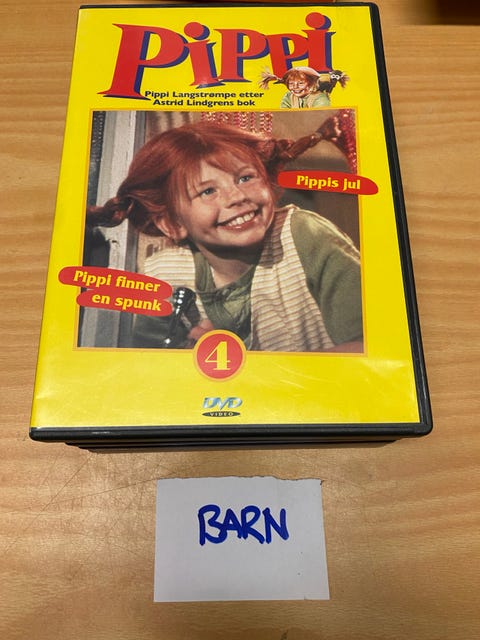 Pippi
Pippi Langstrømpe etter
Astrid Lindgrens bok
Pippis jul
Pippi finner
en spunk
4
DVD
VIDEO
BARN